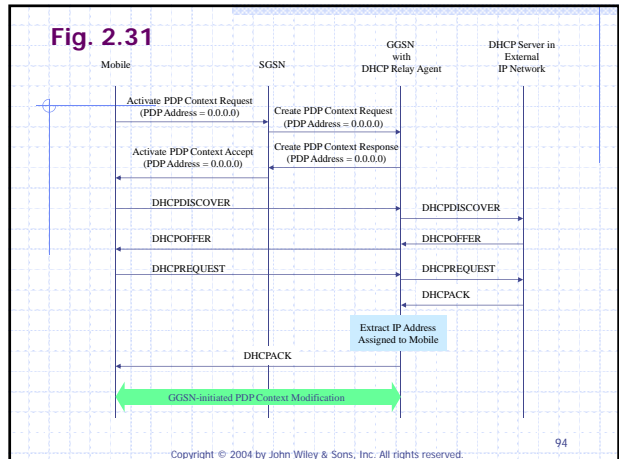 Fig. 2.31
Mobile
SGSN
GGSN
with
DHCP Relay Agent
DHCP Server in
External
IP Network
Activate PDP Context Request
(PDP Address = 0.0.0.0)
Create PDP Context Request
(PDP Address = 0.0.0.0)
Activate PDP Context Accept
(PDP Address = 0.0.0.0)
Create PDP Context Response
(PDP Address = 0.0.0.0)
DHCPDISCOVER
DHCPDISCOVER
DHCPOFFER
DHCPOFFER
DHCPREQUEST
DHCPREQUEST
DHCPACK
Extract IP Address
Assigned to Mobile
DHCPACK
GGSN-initiated PDP Context Modification
94
Copyright © 2004 by John Wiley & Sons, Inc. All rights reserved.